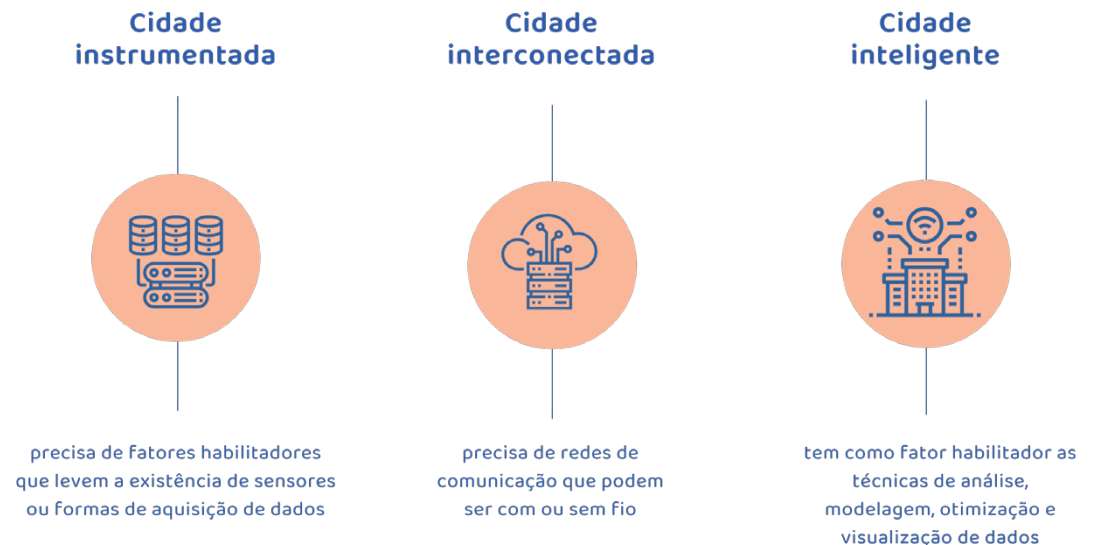 Cidade
instrumentada
Cidade
interconectada
Cidade
inteligente
precisa de fatores habilitadores
que levem a existência de sensores
ou formas de aquisição de dados
precisa de redes de
comunicação que podem
ser com ou sem fio
tem como fator habilitador as
técnicas de análise,
modelagem, otimização e
visualização de dados